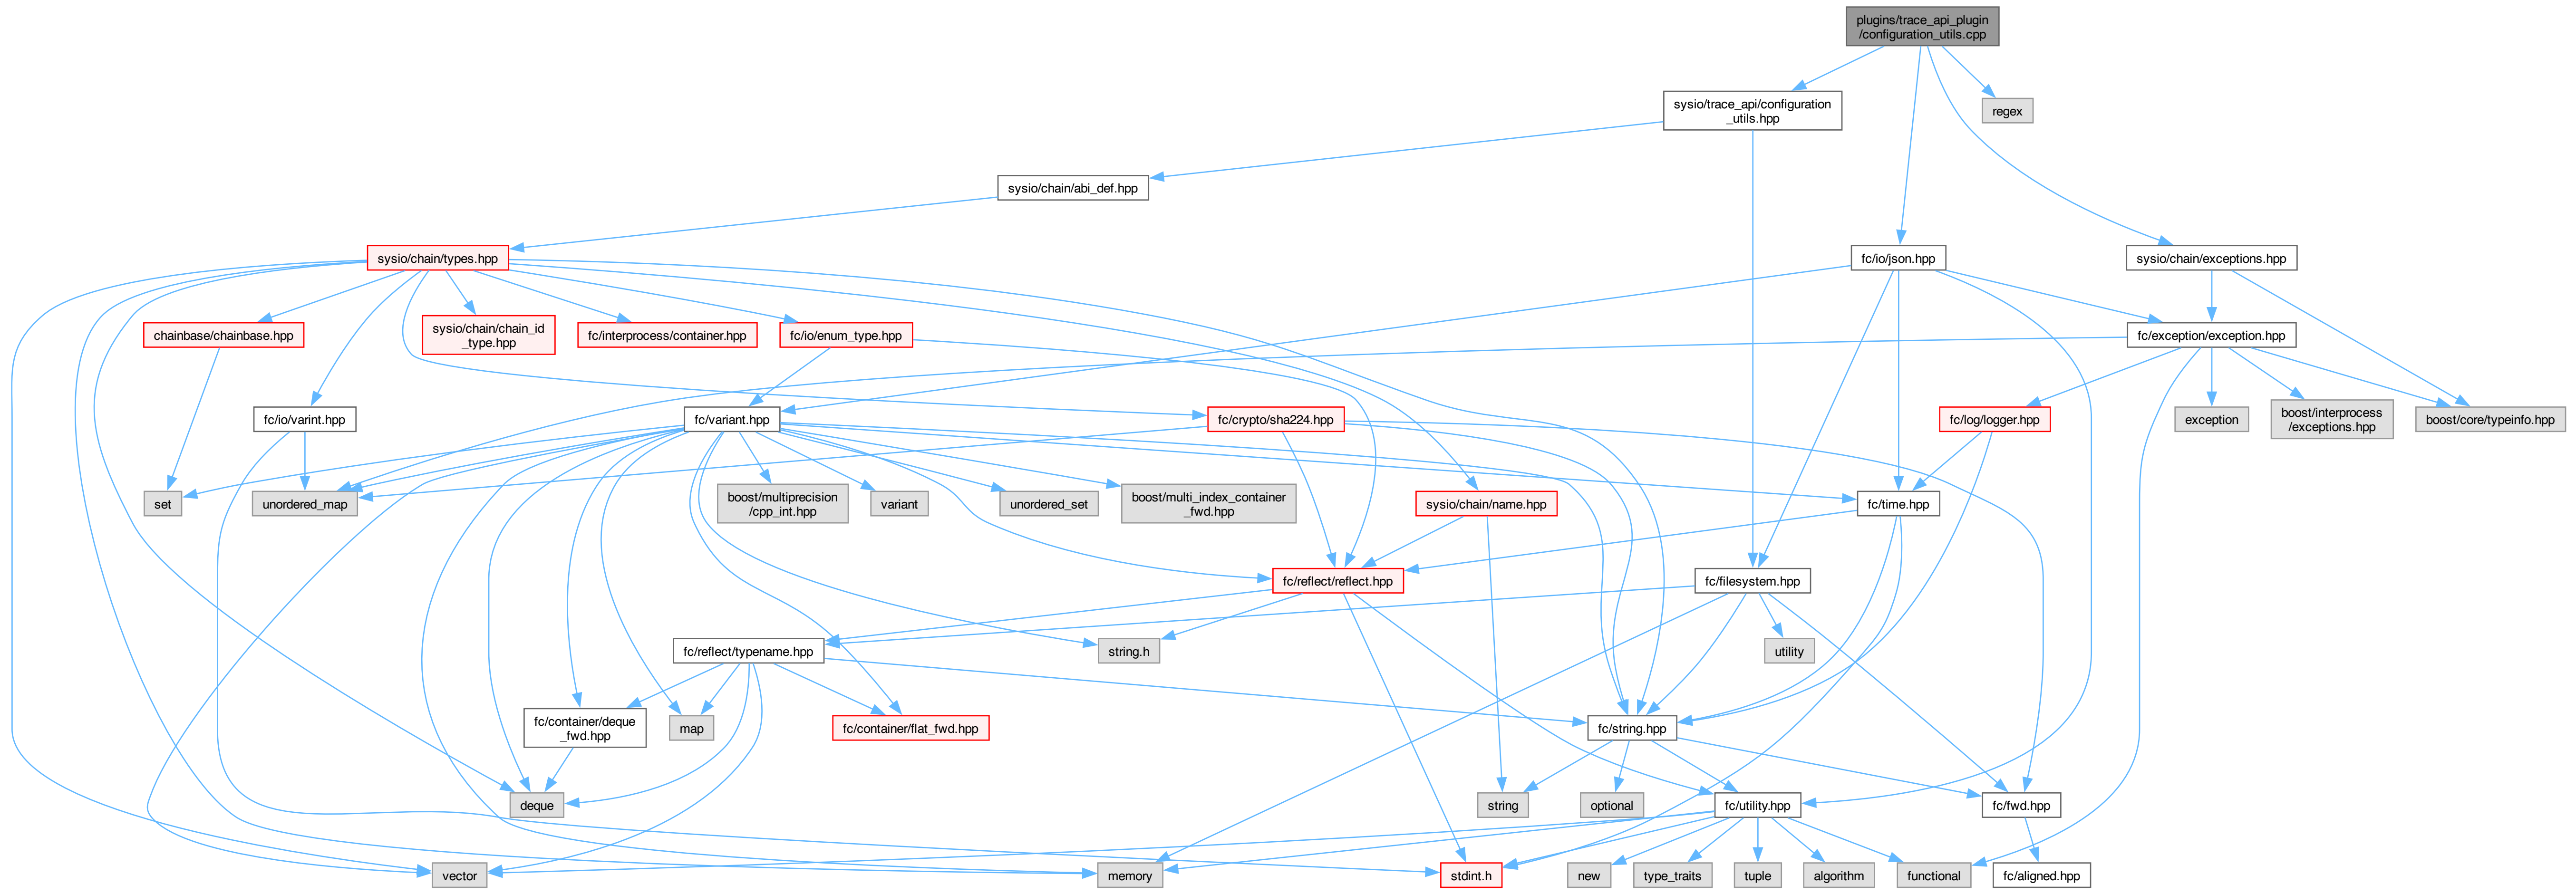 plugins/trace_api_plugin
/configuration_utils.cpp
sysio/trace_api/configuration
_utils.hpp
regex
sysio/chain/abi_def.hpp
sysio/chain/types.hpp
fc/io/json.hpp
sysio/chain/exceptions.hpp
chainbase/chainbase.hpp
sysio/chain/chain_id
_type.hpp
fc/interprocess/container.hpp
fc/io/enum_type.hpp
fc/exception/exception.hpp
fc/io/varint.hpp
fc/variant.hpp
fc/crypto/sha224.hpp
fc/log/logger.hpp
exception
boost/interprocess
/exceptions.hpp
boost/core/typeinfo.hpp
set
unordered_map
boost/multiprecision
/cpp_int.hpp
variant
unordered_set
boost/multi_index_container
_fwd.hpp
sysio/chain/name.hpp
fc/time.hpp
fc/reflect/reflect.hpp
fc/filesystem.hpp
fc/reflect/typename.hpp
string.h
utility
fc/container/deque
_fwd.hpp
map
fc/container/flat_fwd.hpp
fc/string.hpp
deque
string
optional
fc/utility.hpp
fc/fwd.hpp
vector
memory
stdint.h
new
type_traits
tuple
algorithm
functional
fc/aligned.hpp